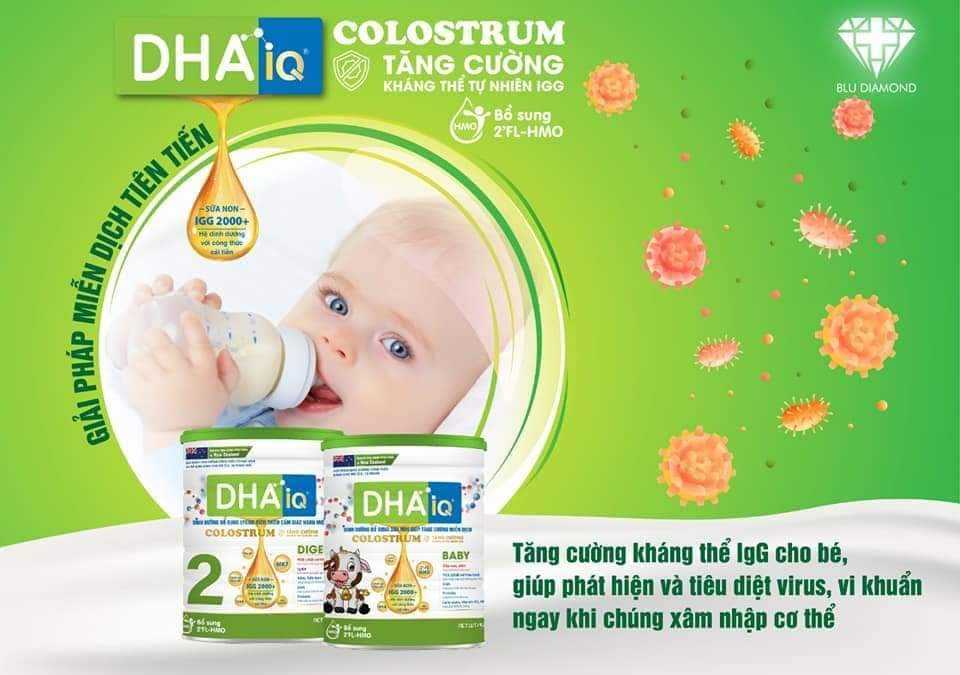 DHA iQ®
COLOSTRUM
TĂNG CƯỜNG
KHÁNG THỂ TỰ NHIÊN IGG
HMO
Bổ sung
2'FL-HMO
BLU DIAMOND
GIẢI PHÁP MIỄN DỊCH TIÊN TIẾN
SỮA NON
IGG 2000+
Hệ dinh dưỡng
với công thức
cải tiến
DHA iQ®
COLOSTRUM
2
DIGE
MK7
SỮA NON
IGG 2000+
Bổ sung
2'FL-HMO
DHA iQ®
COLOSTRUM
BABY
SỮA NON
IGG 2000+
Bổ sung
2'FL-HMO
Tăng cường kháng thể IgG cho bé,
giúp phát hiện và tiêu diệt virus, vi khuẩn
ngay khi chúng xâm nhập cơ thể